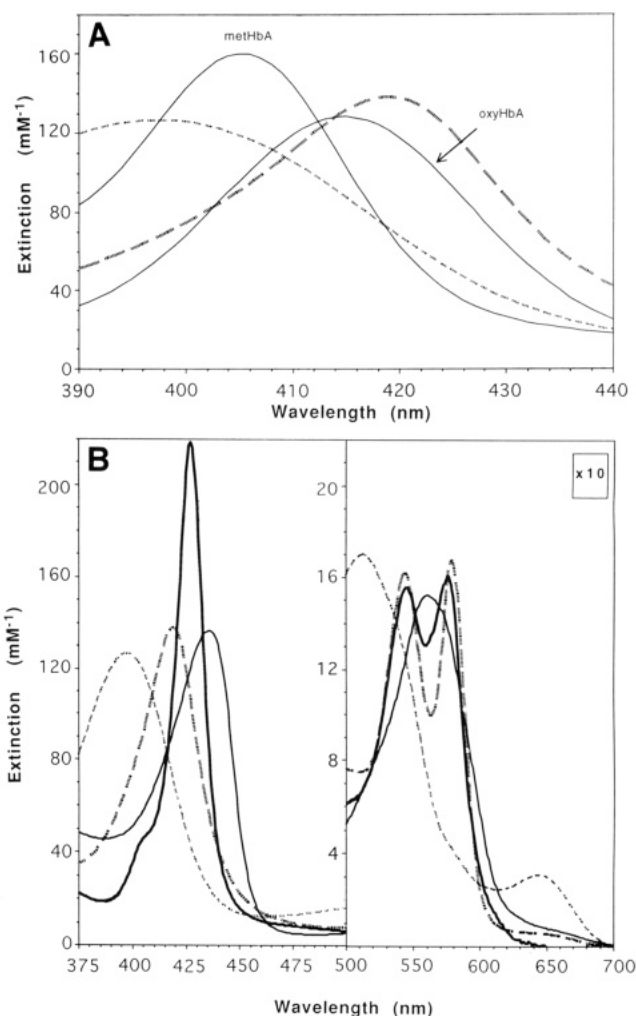 A
metHbA
oxyHbA
Extinction (mM-1)
160
120
80
40
0
390 400 410 420 430 440
Wavelength (nm)
B
x 10
Extinction (mM-1)
200
160
120
80
40
0
20
16
12
8
4
375 400 425 450 475 500 550 600 650 700
Wavelength (nm)